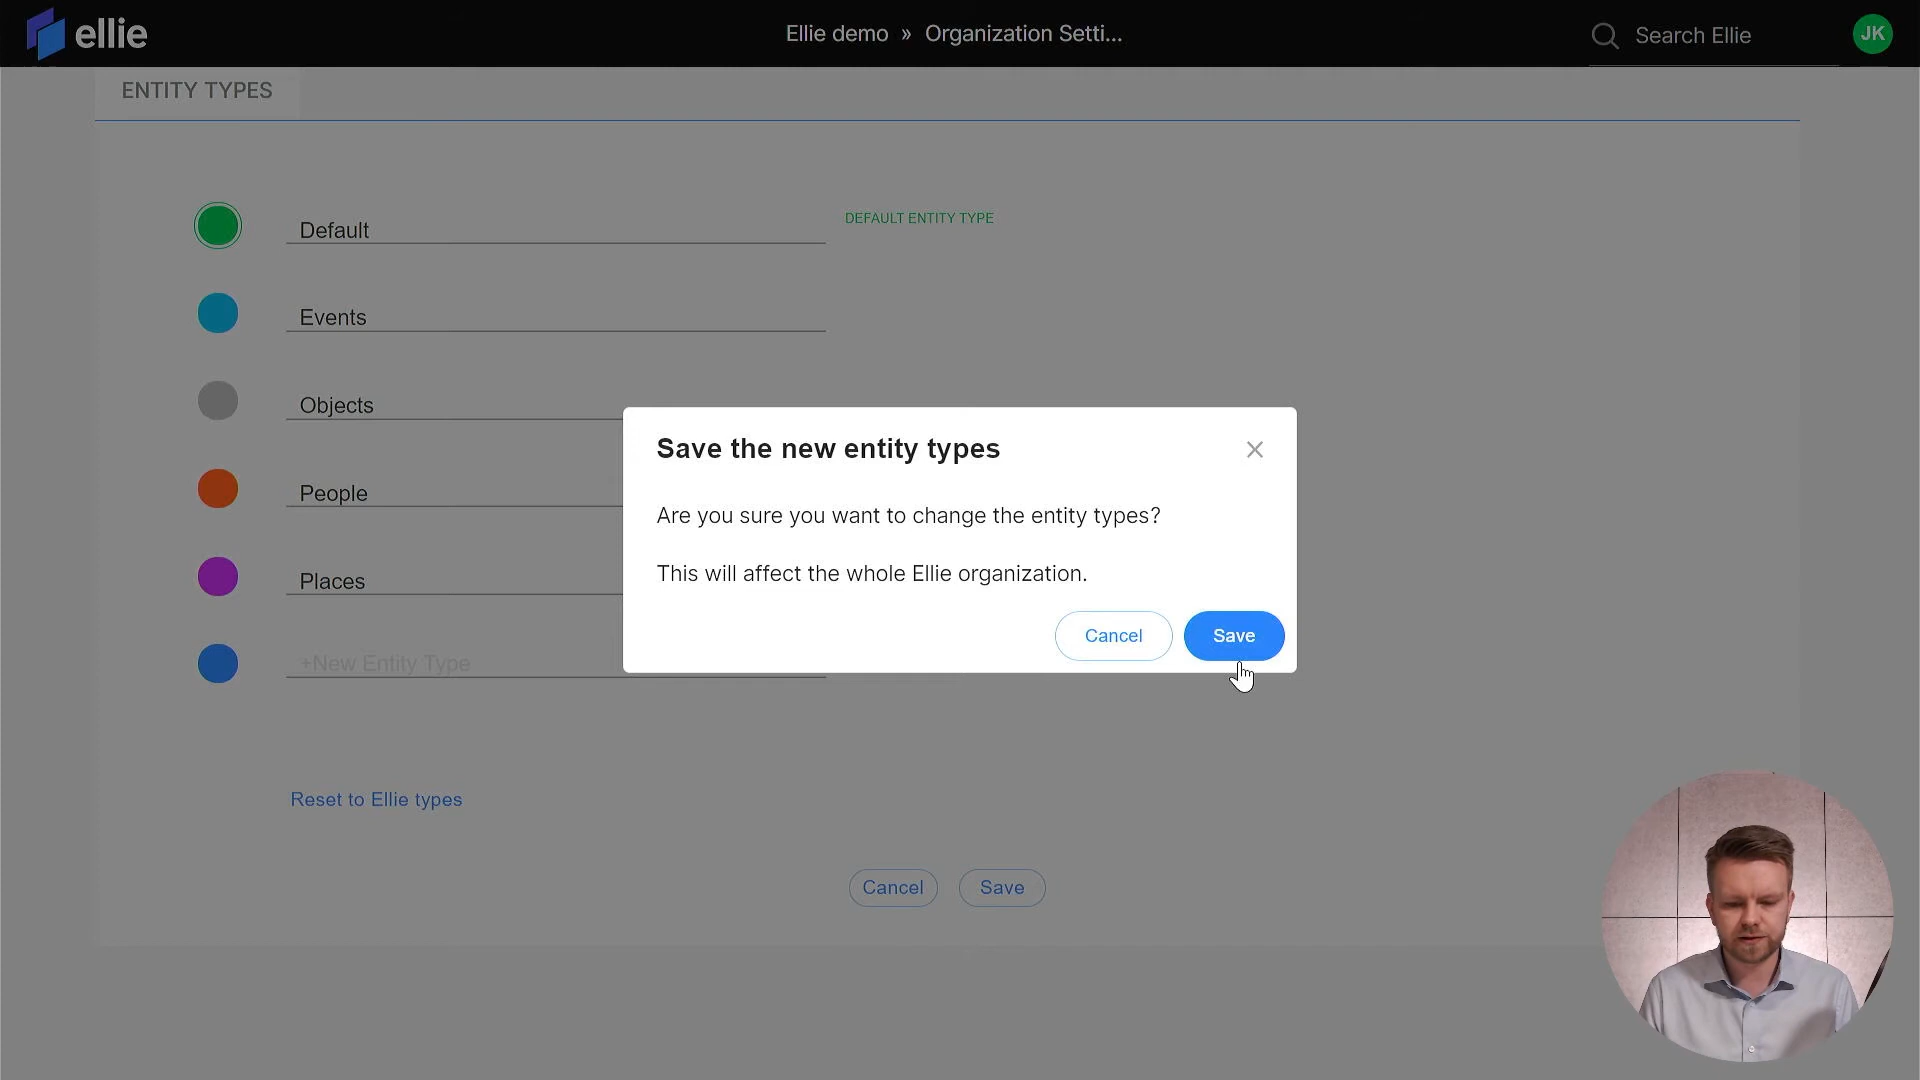 ellie
Ellie demo » Organization Setti...
Search Ellie
JK
ENTITY TYPES
Default
DEFAULT ENTITY TYPE
Events
Objects
People
Places
+New Entity Type
Save the new entity types
Are you sure you want to change the entity types?
This will affect the whole Ellie organization.
Cancel
Save
Reset to Ellie types
Cancel
Save